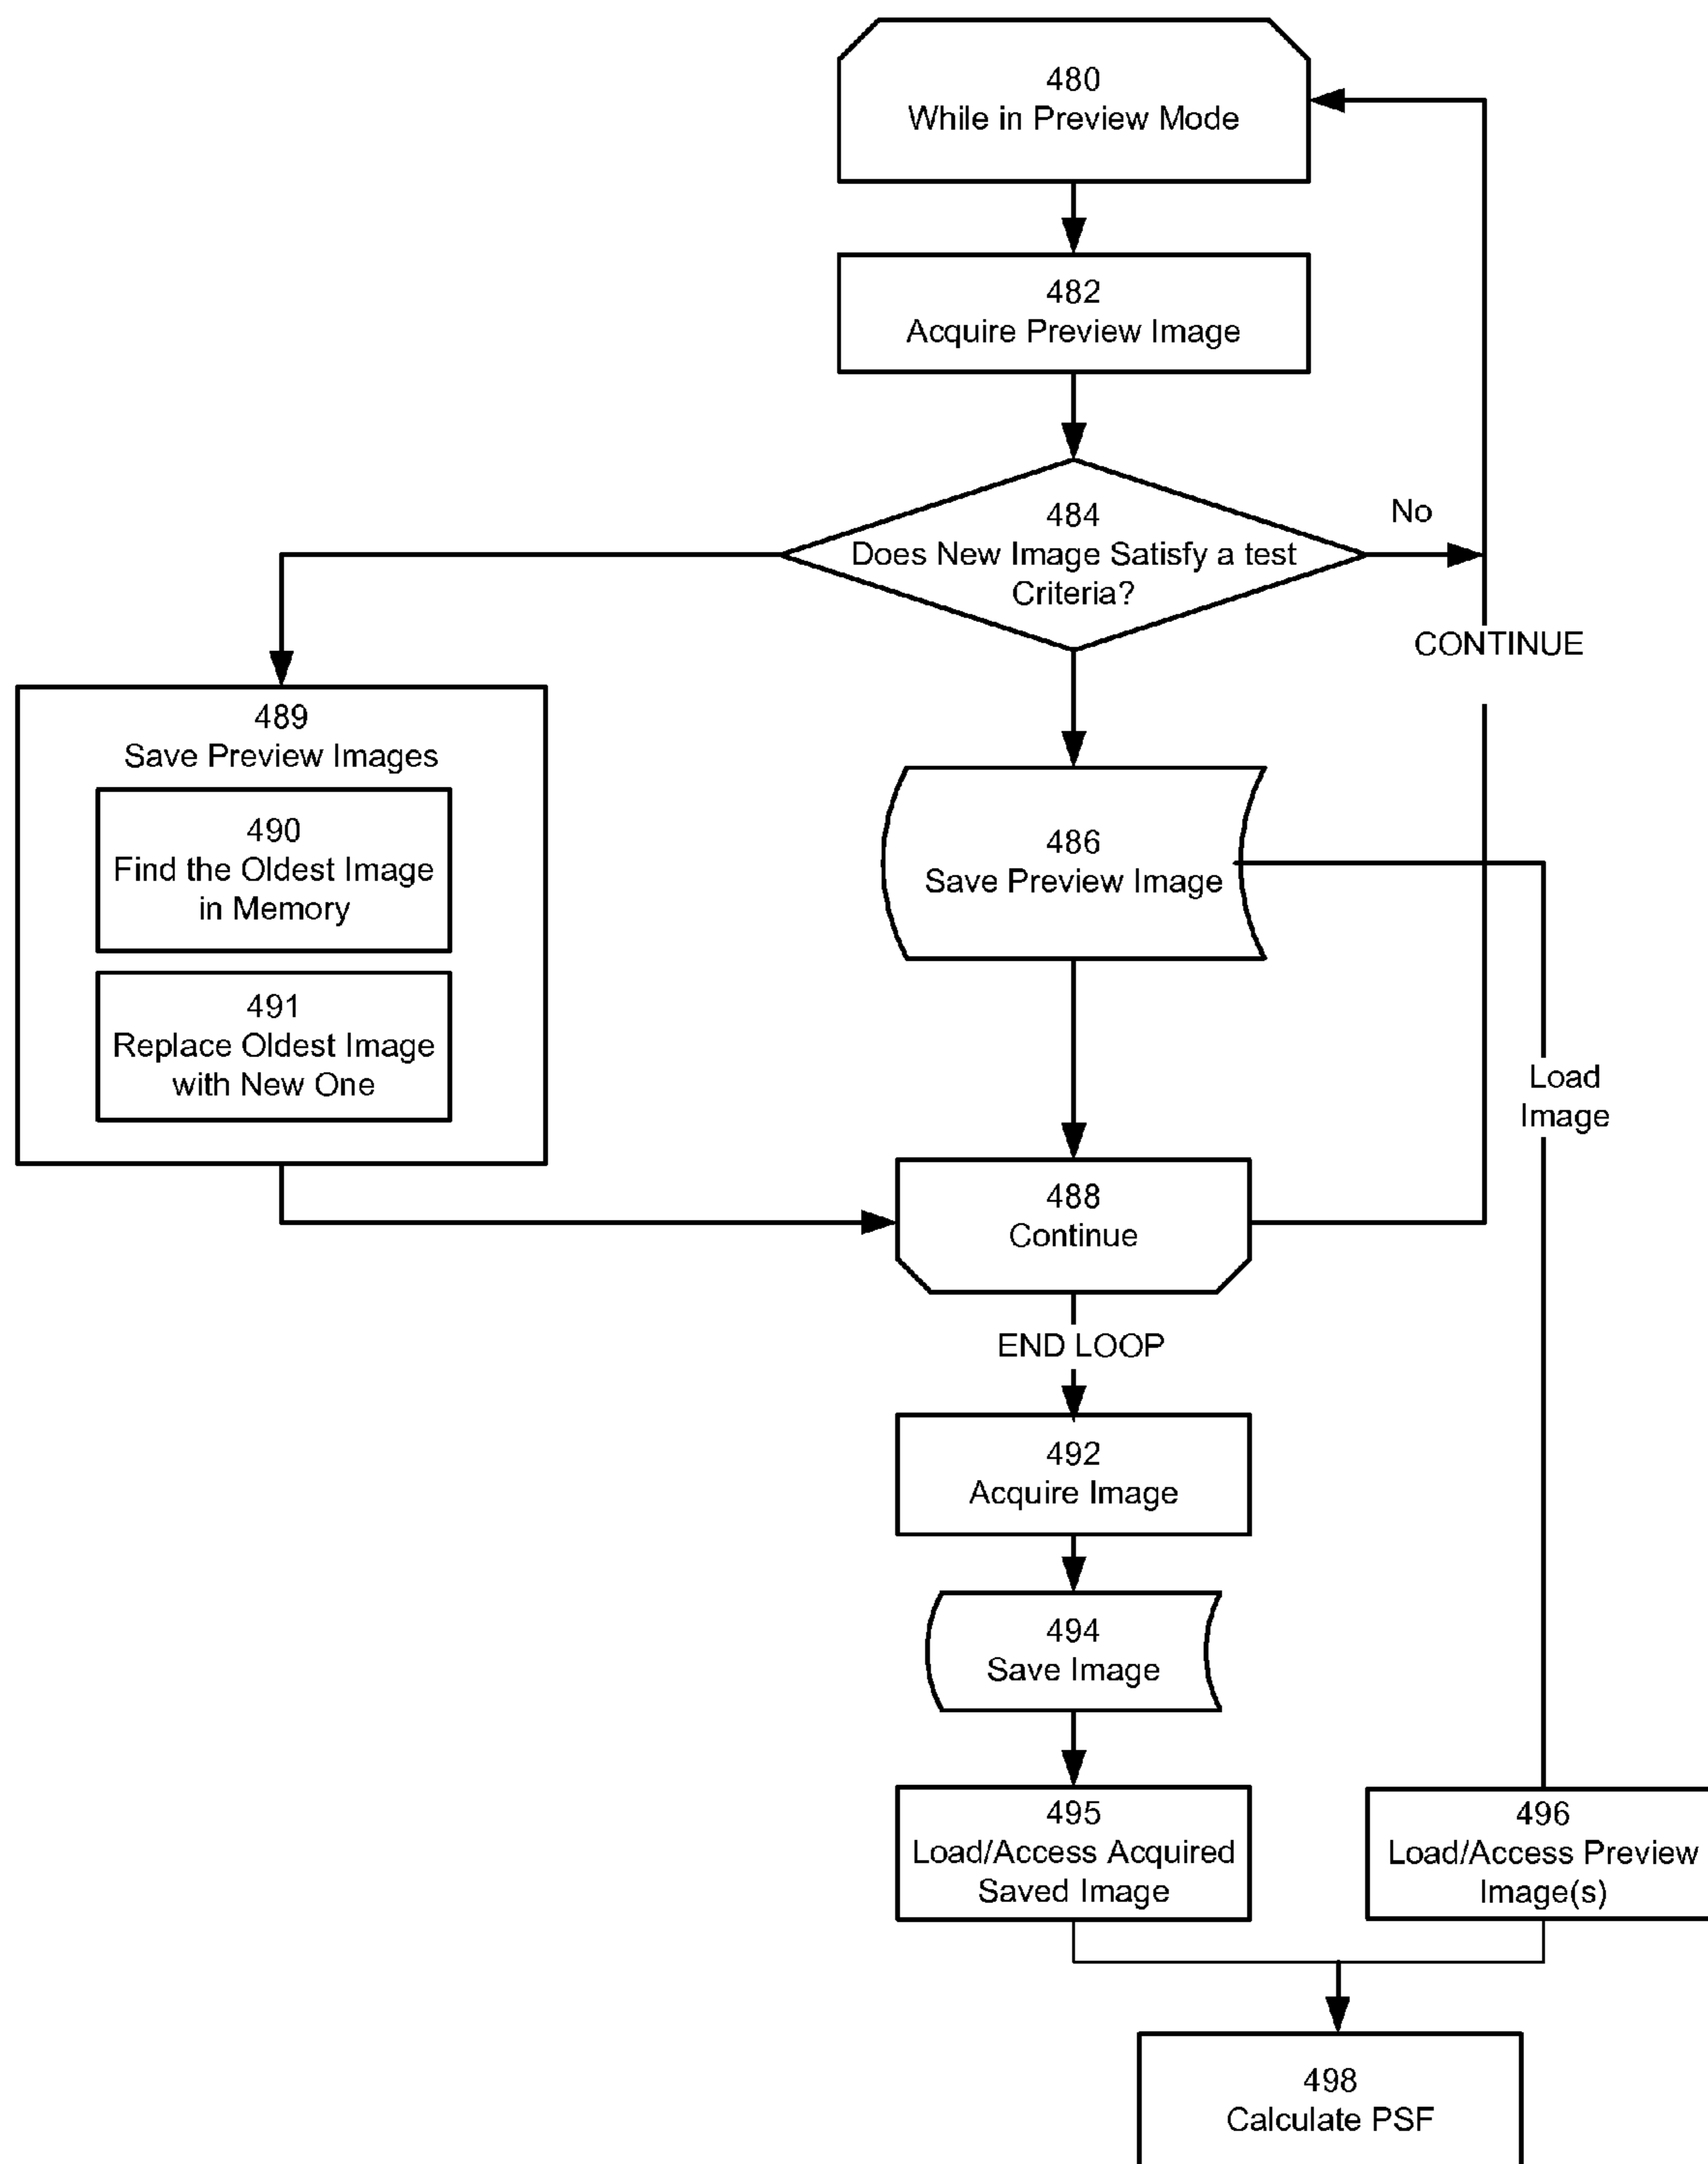 480
While in Preview Mode
482
Acquire Preview Image
484
Does New Image Satisfy a test
Criteria?
No
CONTINUE
489
Save Preview Images
490
Find the Oldest Image
in Memory
491
Replace Oldest Image
with New One
486
Save Preview Image
Load
Image
488
Continue
END LOOP
492
Acquire Image
494
Save Image
495
Load/Access Acquired
Saved Image
496
Load/Access Preview
Image(s)
498
Calculate PSF